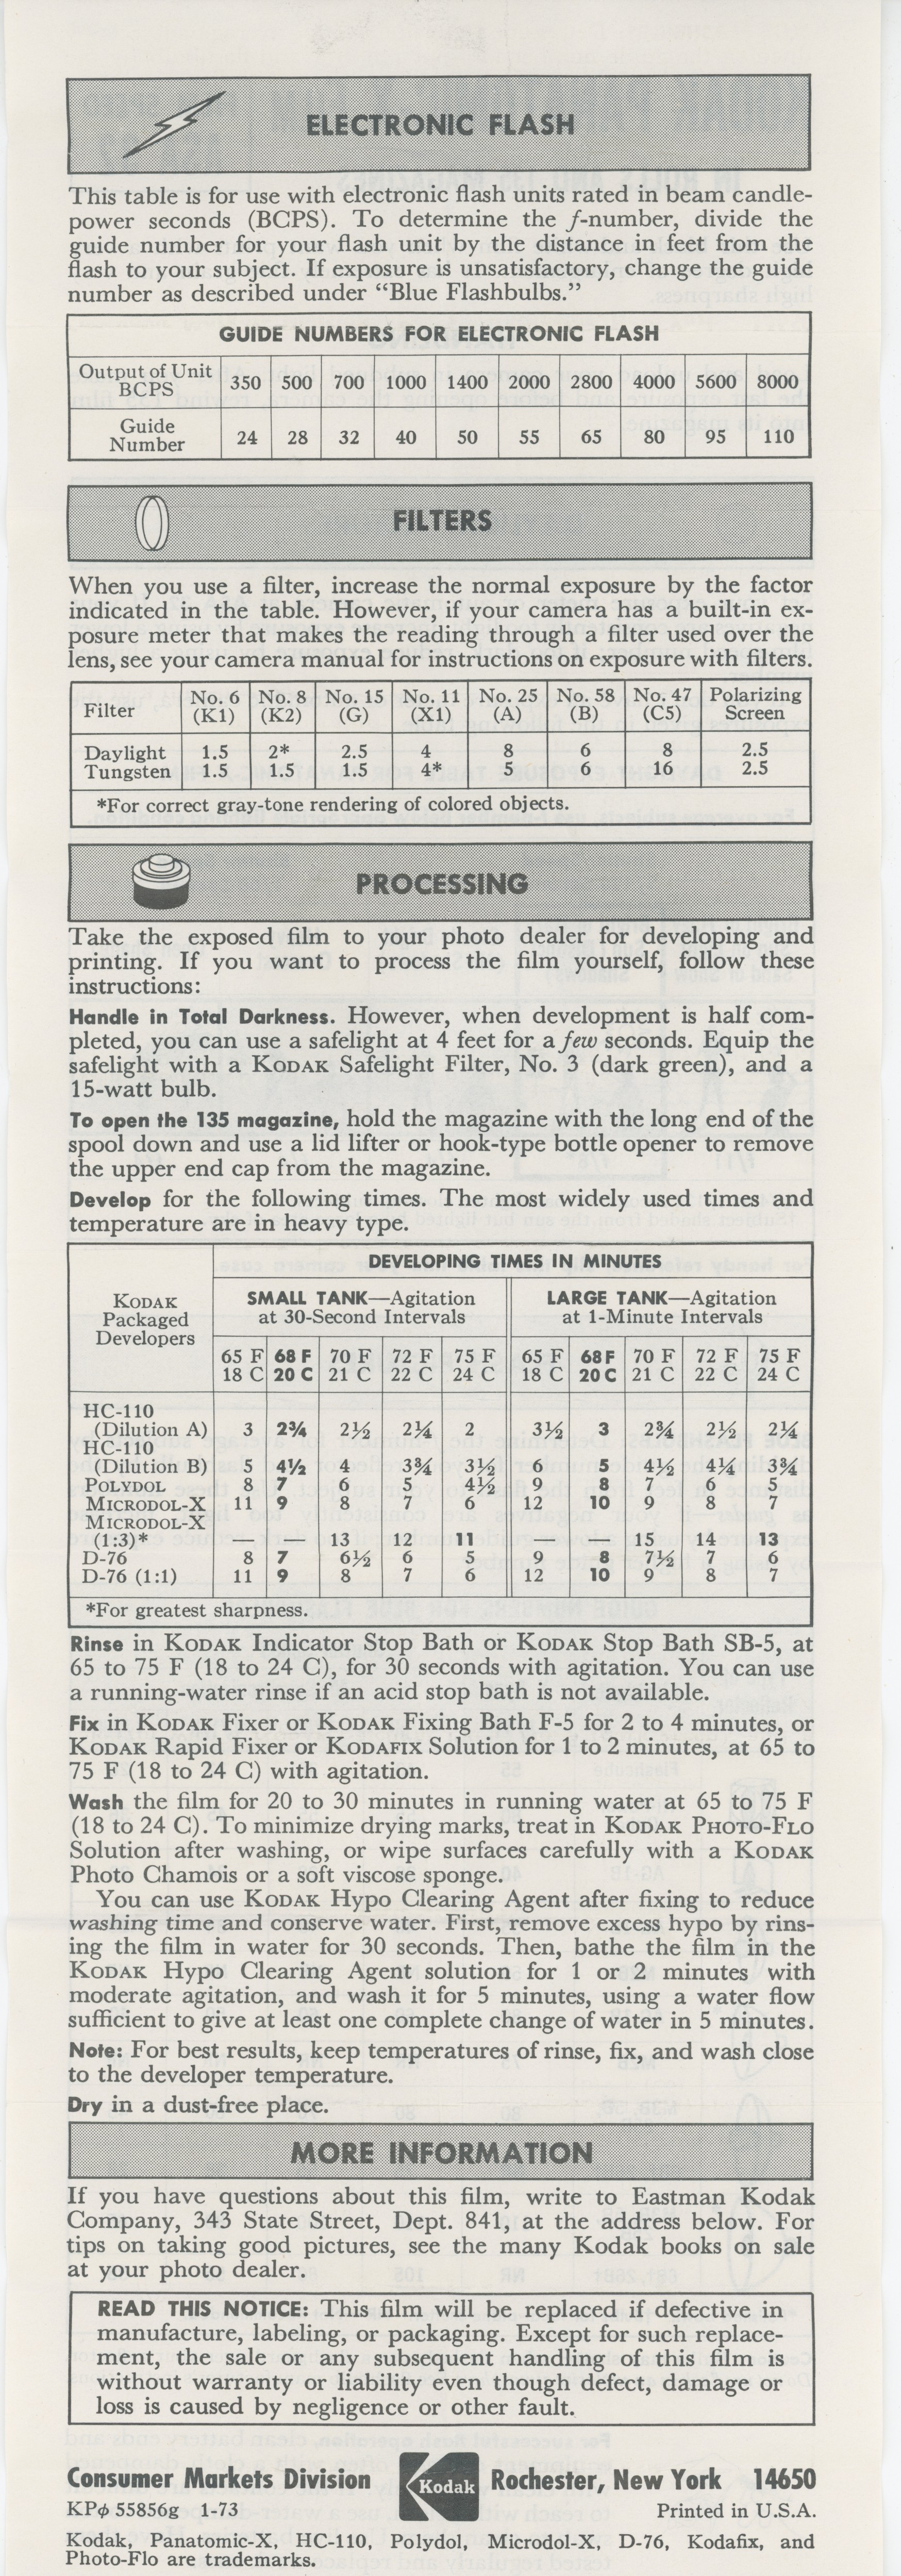 ELECTRONIC FLASH
This table is for use with electronic flash units rated in beam candle-
power seconds (BCPS). To determine the f-number, divide the
guide number for your flash unit by the distance in feet from the
flash to your subject. If exposure is unsatisfactory, change the guide
number as described under “Blue Flashbulbs.”
GUIDE NUMBERS FOR ELECTRONIC FLASH
Output of Unit BCPS 350 500 700 1000 1400 2000 2800 4000 5600 8000
Guide Number 24 28 32 40 50 55 65 80 95 110
FILTERS
When you use a filter, increase the normal exposure by the factor
indicated in the table. However, if your camera has a built-in ex-
posure meter that makes the reading through a filter used over the
lens, see your camera manual for instructions on exposure with filters.
Filter No. 6 (K1) No. 8 (K2) No. 15 (G) No. 11 (X1) No. 25 (A) No. 58 (B) No. 47 (C5) Polarizing Screen
Daylight 1.5 2* 2.5 4 8 6 8 2.5
Tungsten 1.5 1.5 1.5 4* 5 6 16 2.5
*For correct gray-tone rendering of colored objects.
PROCESSING
Take the exposed film to your photo dealer for developing and
printing. If you want to process the film yourself, follow these
instructions:
Handle in Total Darkness. However, when development is half com-
pleted, you can use a safelight at 4 feet for a few seconds. Equip the
safelight with a KODAK Safelight Filter, No. 3 (dark green), and a
15-watt bulb.
To open the 135 magazine, hold the magazine with the long end of the
spool down and use a lid lifter or hook-type bottle opener to remove
the upper end cap from the magazine.
Develop for the following times. The most widely used times and
temperature are in heavy type.
DEVELOPING TIMES IN MINUTES
KODAK Packaged Developers
SMALL TANK—Agitation at 30-Second Intervals
LARGE TANK—Agitation at 1-Minute Intervals
65 F 68 F 70 F 72 F 75 F 65 F 68 F 70 F 72 F 75 F
18 C 20 C 21 C 22 C 24 C 18 C 20 C 21 C 22 C 24 C
HC-110
(Dilution A) 3 2¾ 2½ 2¼ 2 3½ 3 2¾ 2½ 2¼
HC-110
(Dilution B) 5 4½ 4 3¾ 3½ 6 5 4½ 4¼ 3¾
POLYDOL 8 7 6 5 4½ 9 8 7 6 5
MICRODOL-X 11 9 8 7 6 12 10 9 8 7
MICRODOL-X
(1:3)* — — 13 12 11 — — 15 14 13
D-76 8 7 6½ 6 5 9 8 7½ 7 6
D-76 (1:1) 11 9 8 7 6 12 10 9 8 7
*For greatest sharpness.
Rinse in KODAK Indicator Stop Bath or KODAK Stop Bath SB-5, at
65 to 75 F (18 to 24 C), for 30 seconds with agitation. You can use
a running-water rinse if an acid stop bath is not available.
Fix in KODAK Fixer or KODAK Fixing Bath F-5 for 2 to 4 minutes, or
KODAK Rapid Fixer or KODAFIX Solution for 1 to 2 minutes, at 65 to
75 F (18 to 24 C) with agitation.
Wash the film for 20 to 30 minutes in running water at 65 to 75 F
(18 to 24 C). To minimize drying marks, treat in KODAK PHOTO-FLO
Solution after washing, or wipe surfaces carefully with a KODAK
Photo Chamois or a soft viscose sponge.
You can use KODAK Hypo Clearing Agent after fixing to reduce
washing time and conserve water. First, remove excess hypo by rins-
ing the film in water for 30 seconds. Then, bathe the film in the
KODAK Hypo Clearing Agent solution for 1 or 2 minutes with
moderate agitation, and wash it for 5 minutes, using a water flow
sufficient to give at least one complete change of water in 5 minutes.
Note: For best results, keep temperatures of rinse, fix, and wash close
to the developer temperature.
Dry in a dust-free place.
MORE INFORMATION
If you have questions about this film, write to Eastman Kodak
Company, 343 State Street, Dept. 841, at the address below. For
tips on taking good pictures, see the many Kodak books on sale
at your photo dealer.
READ THIS NOTICE: This film will be replaced if defective in
manufacture, labeling, or packaging. Except for such replace-
ment, the sale or any subsequent handling of this film is
without warranty or liability even though defect, damage or
loss is caused by negligence or other fault.
Consumer Markets Division Kodak Rochester, New York 14650
KPϕ 55856g 1-73 Printed in U.S.A.
Kodak, Panatomic-X, HC-110, Polydol, Microdol-X, D-76, Kodafix, and
Photo-Flo are trademarks.